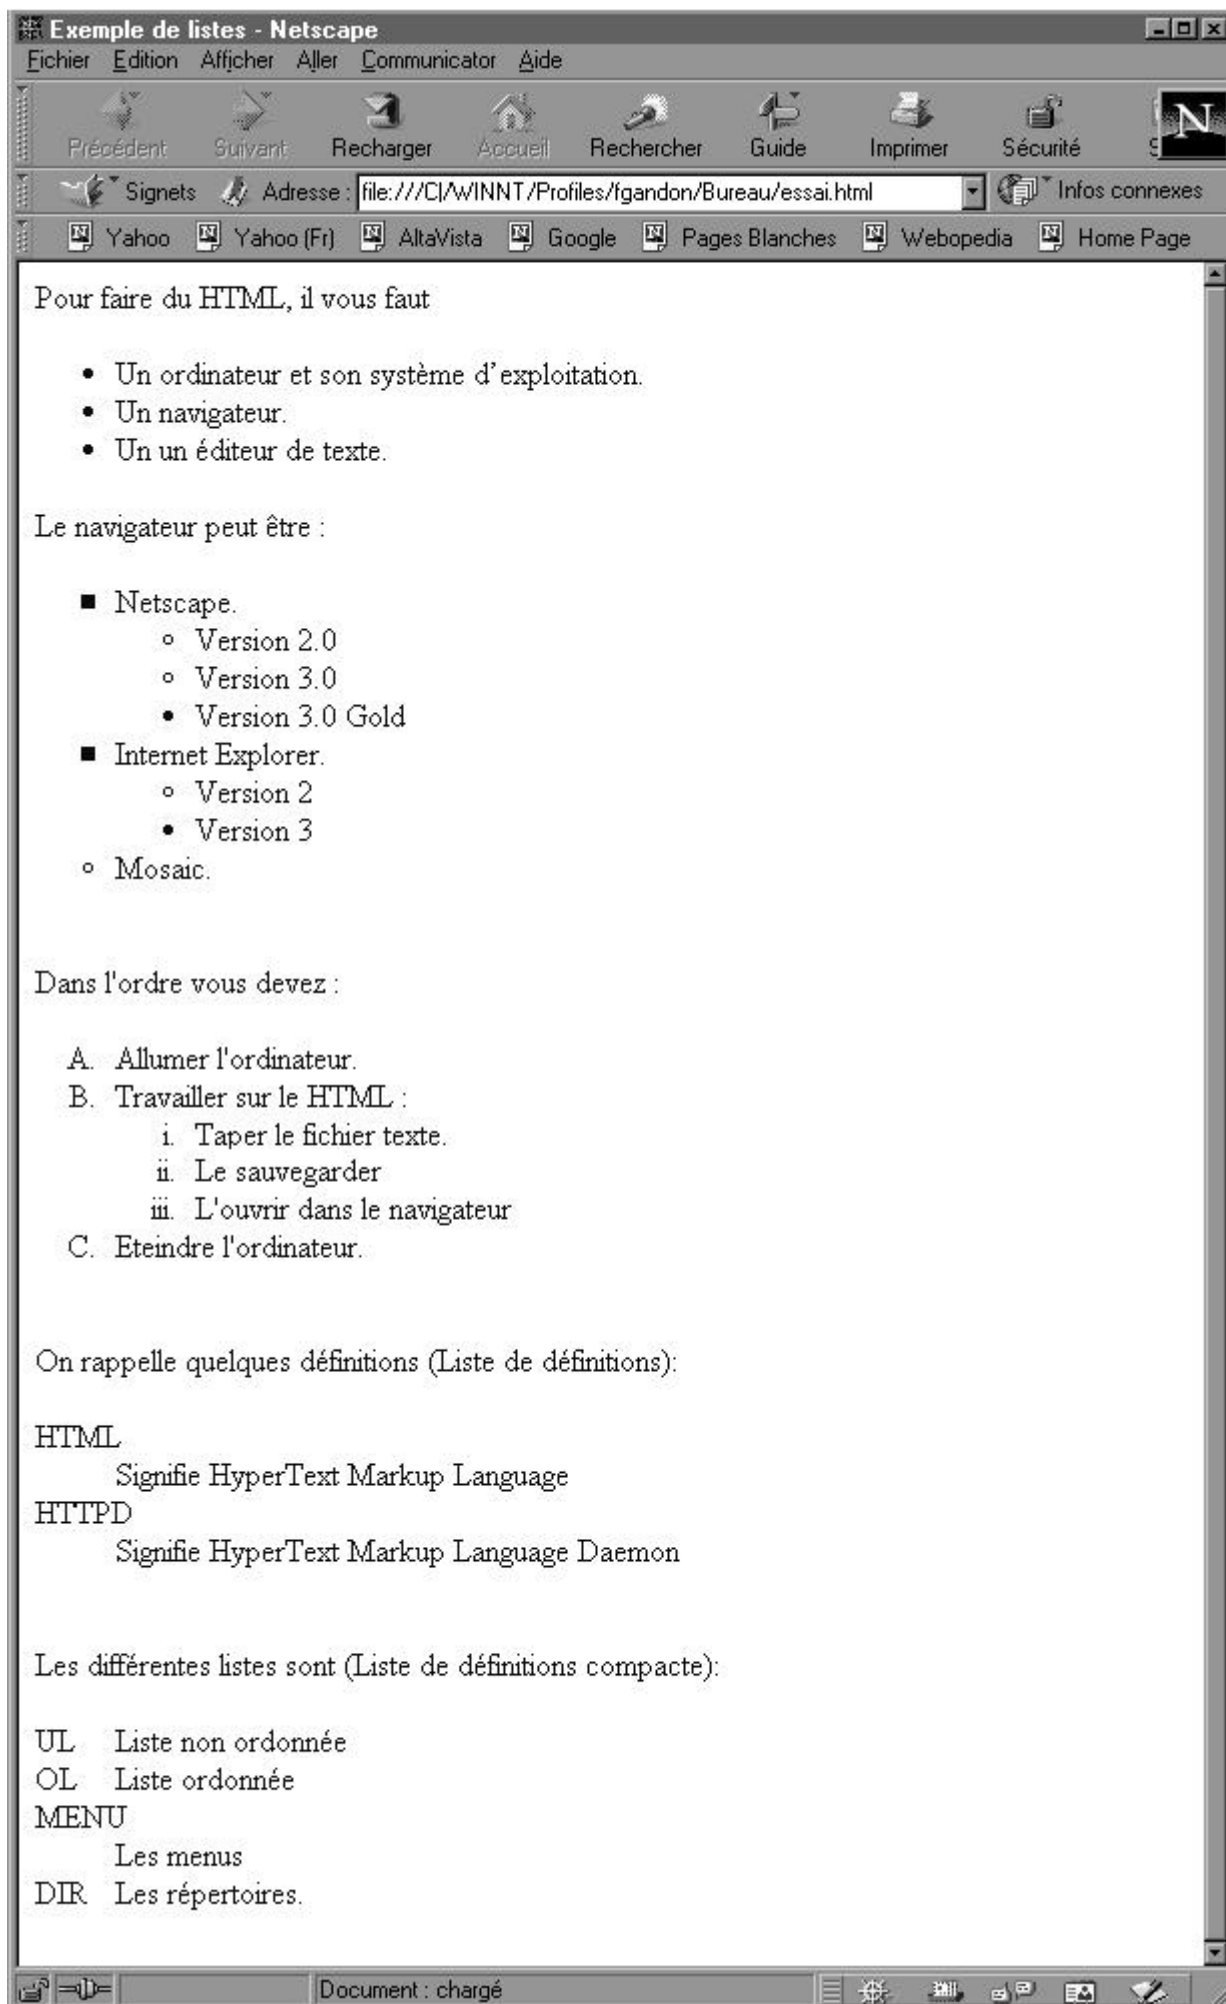 Exemple de listes - Netscape
Fichier Edition Afficher Aller Communicator Aide
Précédent Suivant Recharger Accueil Rechercher Guide Imprimer Sécurité S
N
Signets Adresse : file:///C|/WINNT/Profiles/fgandon/Bureau/essai.html Infos connexes
Yahoo Yahoo (Fr) AltaVista Google Pages Blanches Webopedia Home Page
Pour faire du HTML, il vous faut
• Un ordinateur et son système d’exploitation.
• Un navigateur.
• Un un éditeur de texte.
Le navigateur peut être :
■ Netscape.
○ Version 2.0
○ Version 3.0
• Version 3.0 Gold
■ Internet Explorer.
○ Version 2
• Version 3
○ Mosaic.
Dans l'ordre vous devez :
A. Allumer l'ordinateur.
B. Travailler sur le HTML :
i. Taper le fichier texte.
ii. Le sauvegarder
iii. L'ouvrir dans le navigateur
C. Eteindre l'ordinateur.
On rappelle quelques définitions (Liste de définitions):
HTML
Signifie HyperText Markup Language
HTTPD
Signifie HyperText Markup Language Daemon
Les différentes listes sont (Liste de définitions compacte):
UL Liste non ordonnée
OL Liste ordonnée
MENU
Les menus
DIR Les répertoires.
Document : chargé